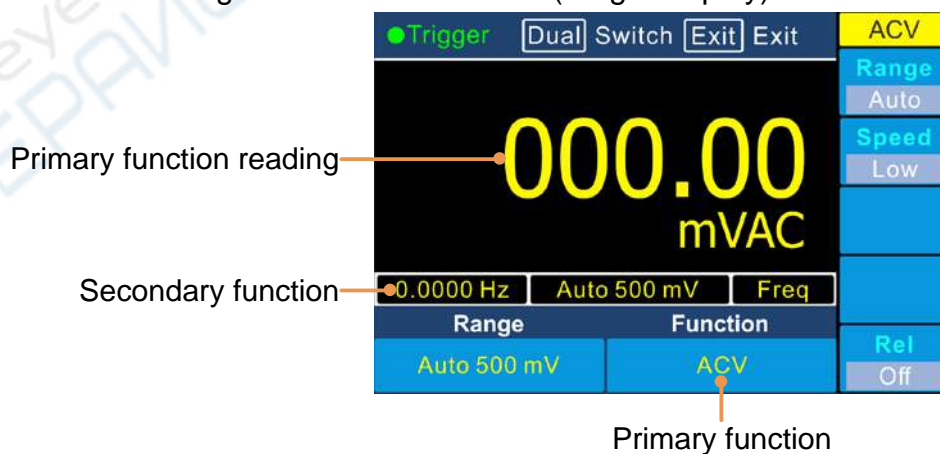 ●Trigger Dual Switch Exit Exit ACV
Range
Auto
Speed
Low
Primary function reading
000.00
mVAC
Secondary function
0.0000 Hz Auto 500 mV Freq
Range Function
Auto 500 mV ACV
Rel
Off
Primary function